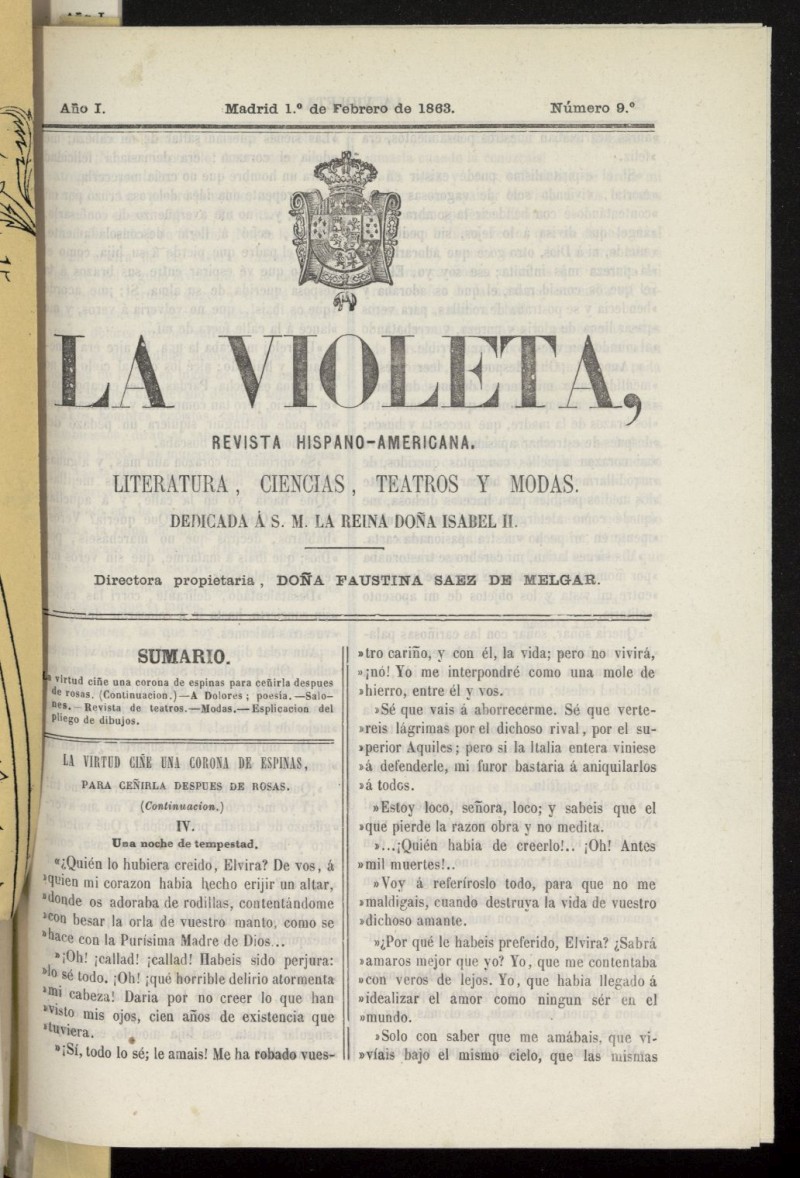 Año I. Madrid 1.º de Febrero de 1863. Número 9.º
LA VIOLETA,
REVISTA HISPANO-AMERICANA.
LITERATURA, CIENCIAS, TEATROS Y MODAS.
DEDICADA Á S. M. LA REINA DOÑA ISABEL II.
Directora propietaria, DOÑA FAUSTINA SAEZ DE MELGAR.
SUMARIO.
La virtud ciñe una corona de espinas para ceñirla despues
de rosas. (Continuacion.)—A Dolores; poesía.—Salo-
nes.—Revista de teatros.—Modas.—Esplicacion del
pliego de dibujos.
LA VIRTUD CIÑE UNA CORONA DE ESPINAS,
PARA CEÑIRLA DESPUES DE ROSAS.
(Continuacion.)
IV.
Una noche de tempestad.
«¿Quién lo hubiera creido, Elvira? De vos, á
»quien mi corazon habia hecho erijir un altar,
»donde os adoraba de rodillas, contentándome
»con besar la orla de vuestro manto, como se
»hace con la Purísima Madre de Dios...
»¡Oh! ¡callad! ¡callad! Habeis sido perjura:
»lo sé todo. ¡Oh! ¡qué horrible delirio atormenta
»mi cabeza! Daria por no creer lo que han
»visto mis ojos, cien años de existencia que
»tuviera.
»¡Sí, todo lo sé; le amais! Me ha robado vues-
»tro cariño, y con él, la vida; pero no vivirá,
»¡nó! Yo me interpondré como una mole de
»hierro, entre él y vos.
»Sé que vais á aborrecerme. Sé que verte-
»reis lágrimas por el dichoso rival, por el su-
»perior Aquiles; pero si la Italia entera viniese
»á defenderle, mi furor bastaria á aniquilarlos
»á todos.
»Estoy loco, señora, loco; y sabeis que el
»que pierde la razon obra y no medita.
»...¡Quién habia de creerlo!.. ¡Oh! Antes
»mil muertes!..
»Voy á referíroslo todo, para que no me
»maldigais, cuando destruya la vida de vuestro
»dichoso amante.
»¿Por qué le habeis preferido, Elvira? ¿Sabrá
»amaros mejor que yo? Yo, que me contentaba
»con veros de lejos. Yo, que habia llegado á
»idealizar el amor como ningun sér en el
»mundo.
»Solo con saber que me amábais, que vi-
»víais bajo el mismo cielo, que las mismas